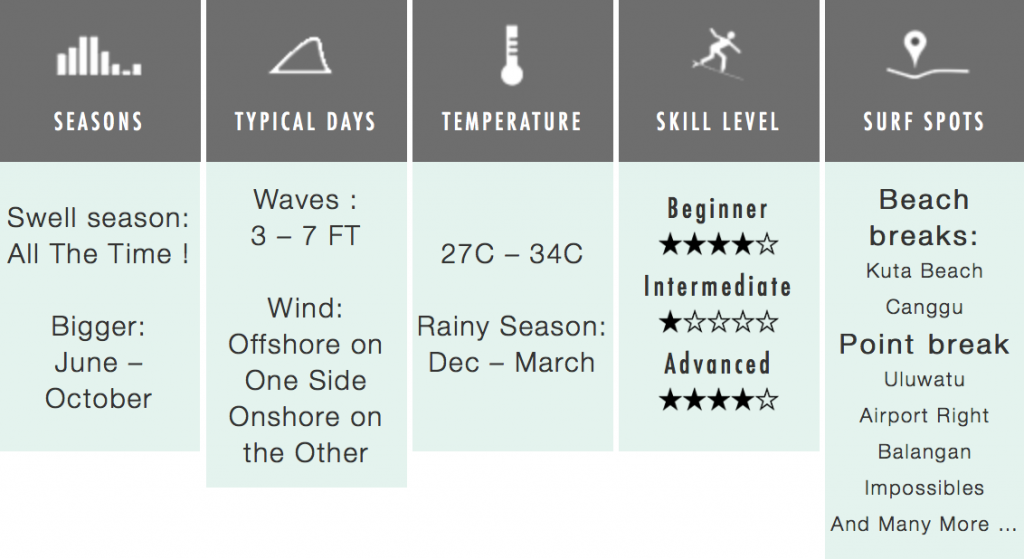 SEASONS
Swell season:
All The Time !
Bigger:
June –
October
TYPICAL DAYS
Waves :
3 – 7 FT
Wind:
Offshore on
One Side
Onshore on
the Other
TEMPERATURE
27C – 34C
Rainy Season:
Dec – March
SKILL LEVEL
Beginner
★★★★☆
Intermediate
★☆☆☆☆
Advanced
★★★★☆
SURF SPOTS
Beach
breaks:
Kuta Beach
Canggu
Point break
Uluwatu
Airport Right
Balangan
Impossibles
And Many More ...